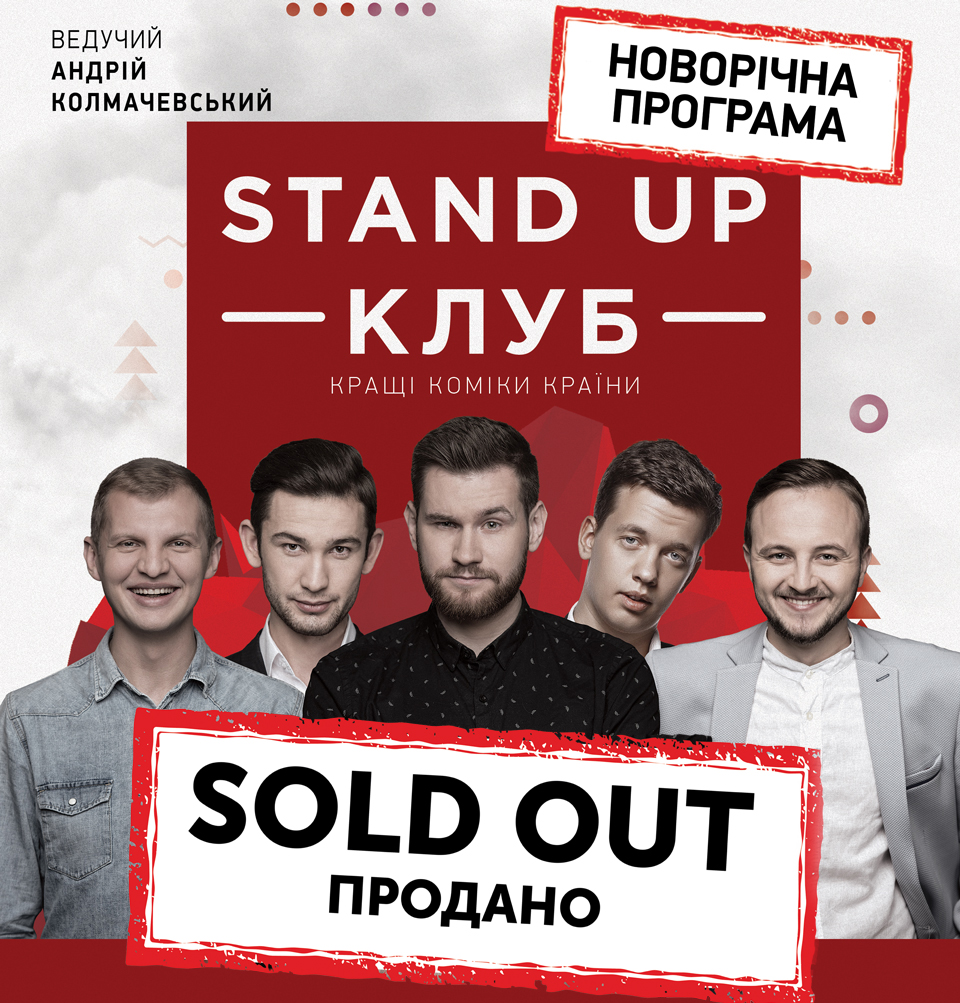 ВЕДУЧИЙ
АНДРІЙ
КОЛМАЧЕВСЬКИЙ
НОВОРІЧНА
ПРОГРАМА
STAND UP
КЛУБ
КРАЩІ КОМІКИ КРАЇНИ
SOLD OUT
ПРОДАНО